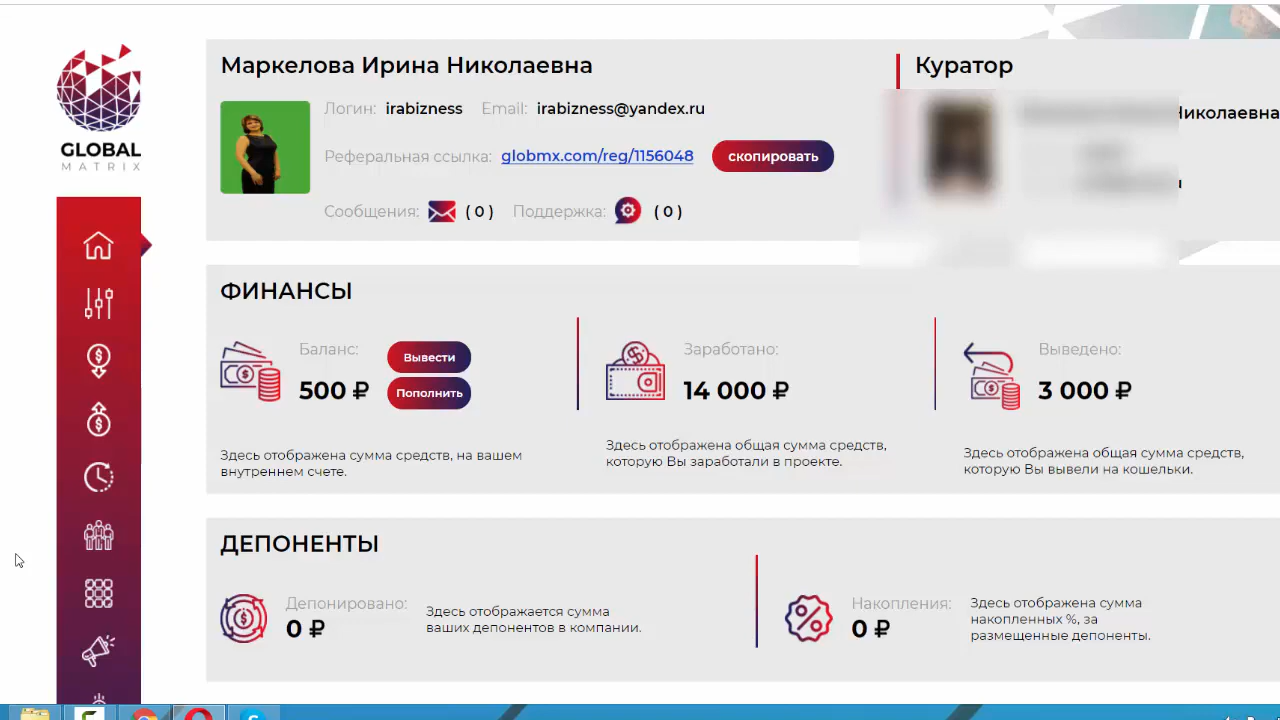 GLOBAL
MATRIX
Маркелова Ирина Николаевна
Логин: irabizness Email: irabizness@yandex.ru
Реферальная ссылка: globmx.com/reg/1156048 скопировать
Сообщения: ( 0 ) Поддержка: ( 0 )
Куратор
Николаевна
ФИНАНСЫ
Баланс:
500 ₽
Вывести
Пополнить
Здесь отображена сумма средств, на вашем
внутреннем счете.
Заработано:
14 000 ₽
Здесь отображена общая сумма средств,
которую Вы заработали в проекте.
Выведено:
3 000 ₽
Здесь отображена общая сумма средств,
которую Вы вывели на кошельки.
ДЕПОНЕНТЫ
Депонировано:
0 ₽
Здесь отображается сумма
ваших депонентов в компании.
Накопления:
0 ₽
Здесь отображена сумма
накопленных %, за
размещенные депоненты.